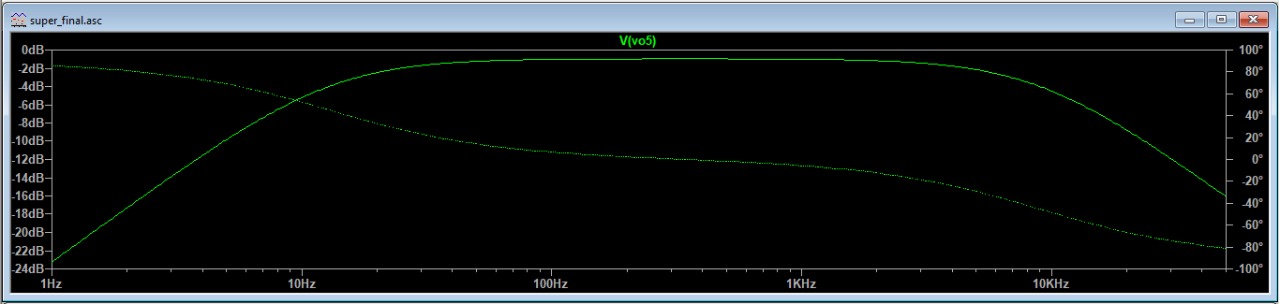 super_final.asc
V(vo5)
0dB 100°
-2dB 80°
-4dB 60°
-6dB 40°
-8dB 20°
-10dB 0°
-12dB -20°
-14dB -40°
-16dB -60°
-18dB -80°
-20dB -100°
-22dB
-24dB
1Hz 10Hz 100Hz 1KHz 10KHz